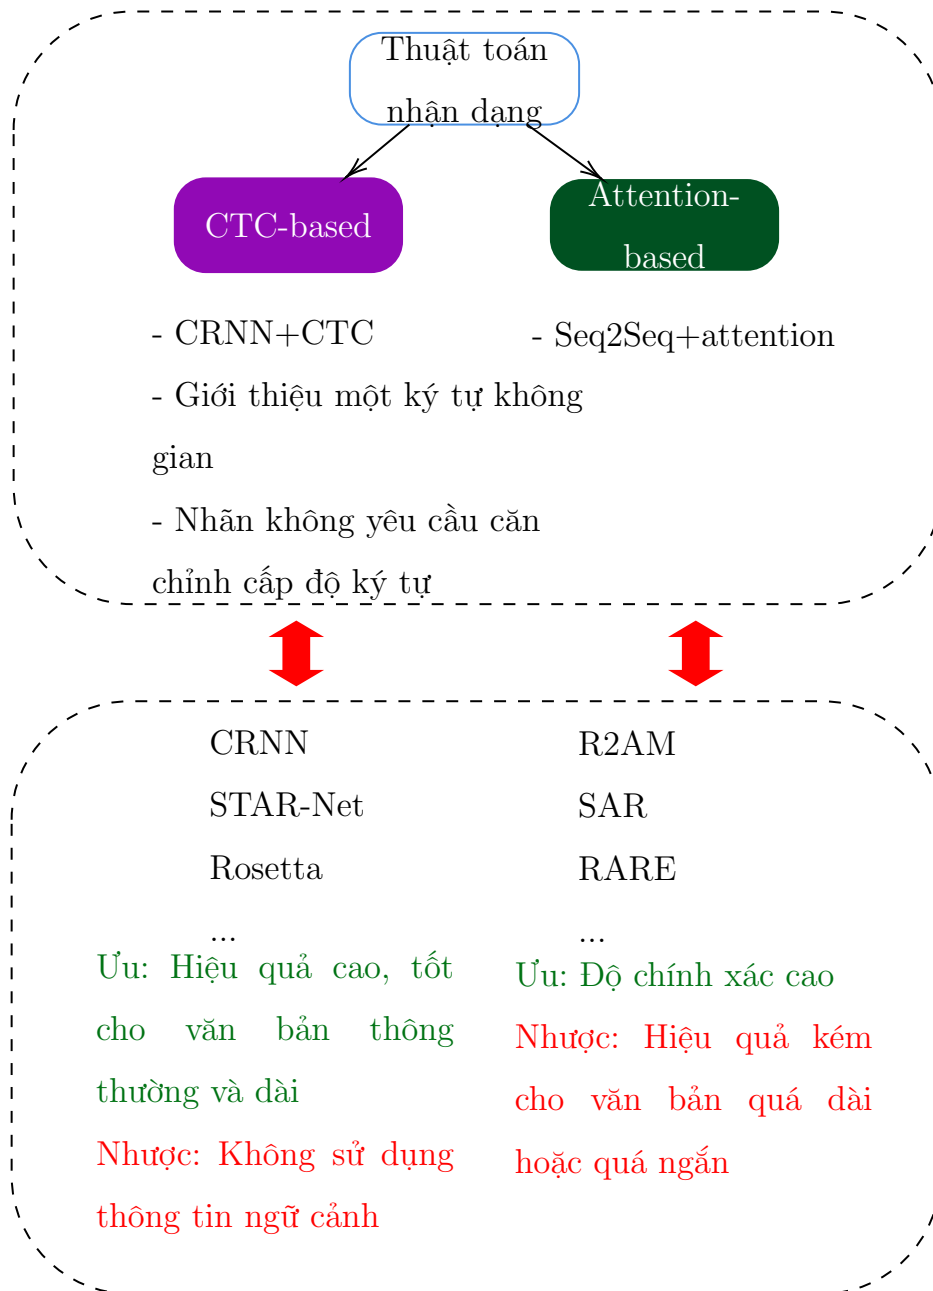 Thuật toán
nhận dạng
CTC-based
Attention-
based
- CRNN+CTC
- Giới thiệu một ký tự không
gian
- Nhãn không yêu cầu căn
chỉnh cấp độ ký tự
- Seq2Seq+attention
CRNN
STAR-Net
Rosetta
...
Ưu: Hiệu quả cao, tốt
cho văn bản thông
thường và dài
Nhược: Không sử dụng
thông tin ngữ cảnh
R2AM
SAR
RARE
...
Ưu: Độ chính xác cao
Nhược: Hiệu quả kém
cho văn bản quá dài
hoặc quá ngắn